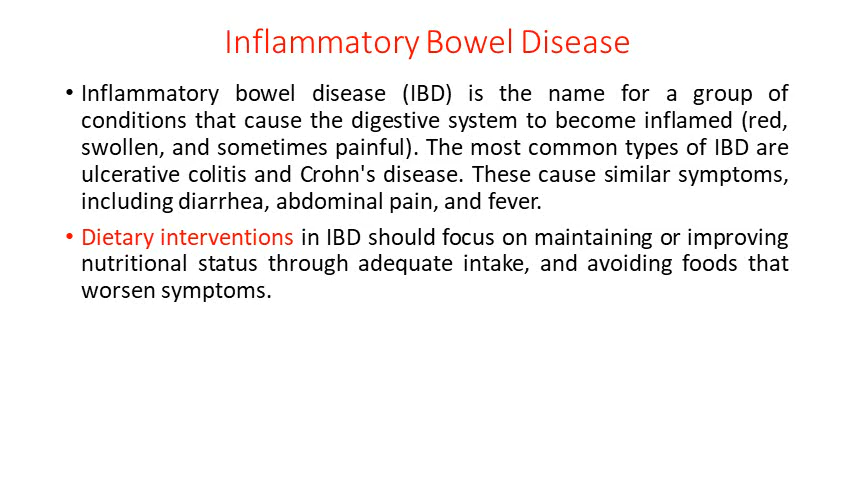 Inflammatory Bowel Disease
• Inflammatory bowel disease (IBD) is the name for a group of
conditions that cause the digestive system to become inflamed (red,
swollen, and sometimes painful). The most common types of IBD are
ulcerative colitis and Crohn's disease. These cause similar symptoms,
including diarrhea, abdominal pain, and fever.
• Dietary interventions in IBD should focus on maintaining or improving
nutritional status through adequate intake, and avoiding foods that
worsen symptoms.